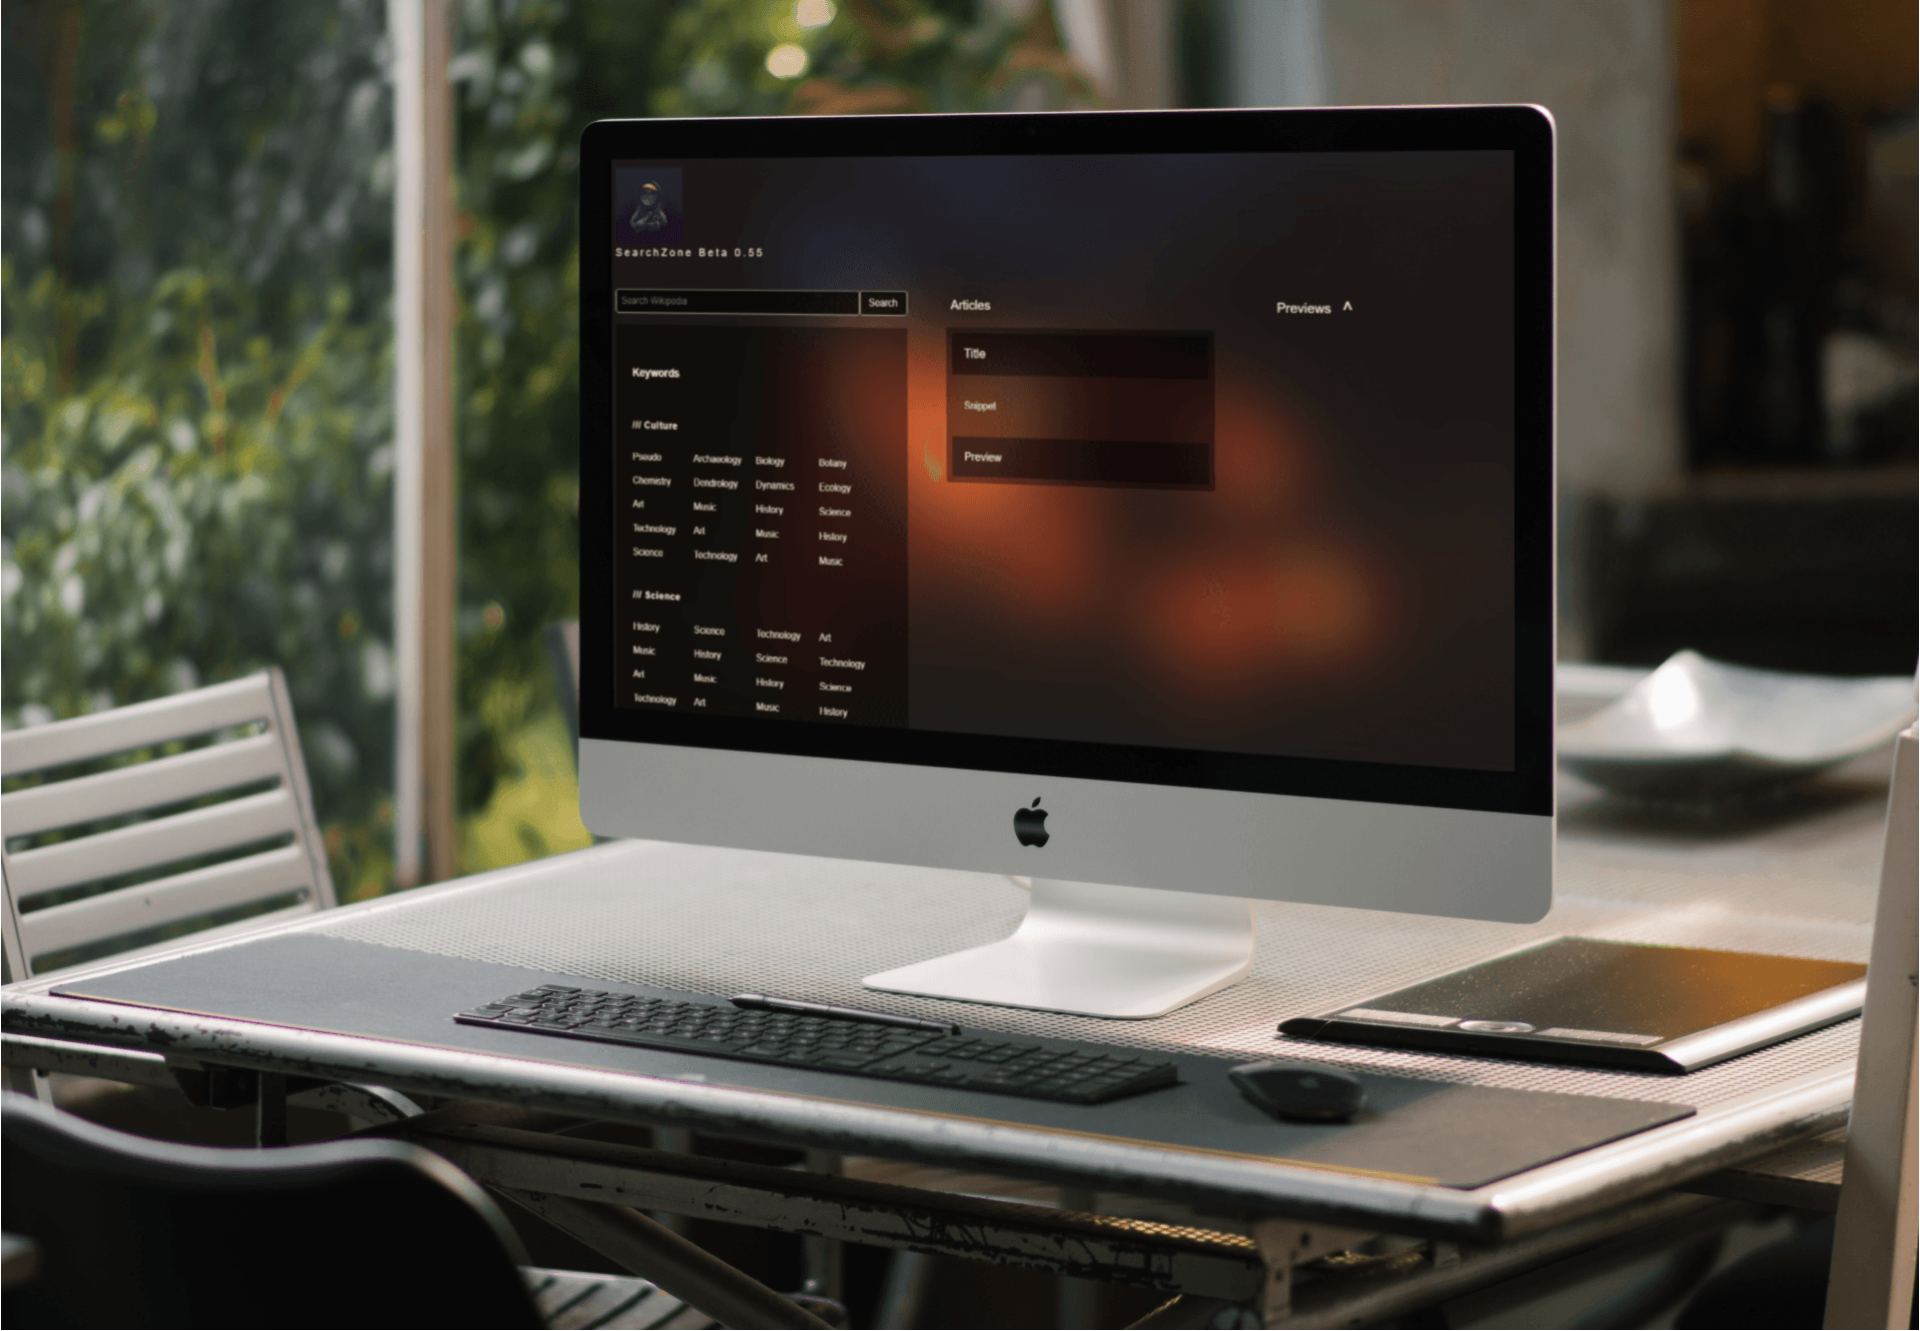 SearchZone Beta 0.55
Search Wikipedia Search
Articles
Previews ^
Title
Snippet
Preview
Keywords
/// Culture
Pseudo Archaeology Biology Botany
Chemistry Dendrology Dynamics Ecology
Art Music History Science
Technology Art Music History
Science Technology Art Music
/// Science
History Science Technology Art
Music History Science Technology
Art Music History Science
Technology Art Music History